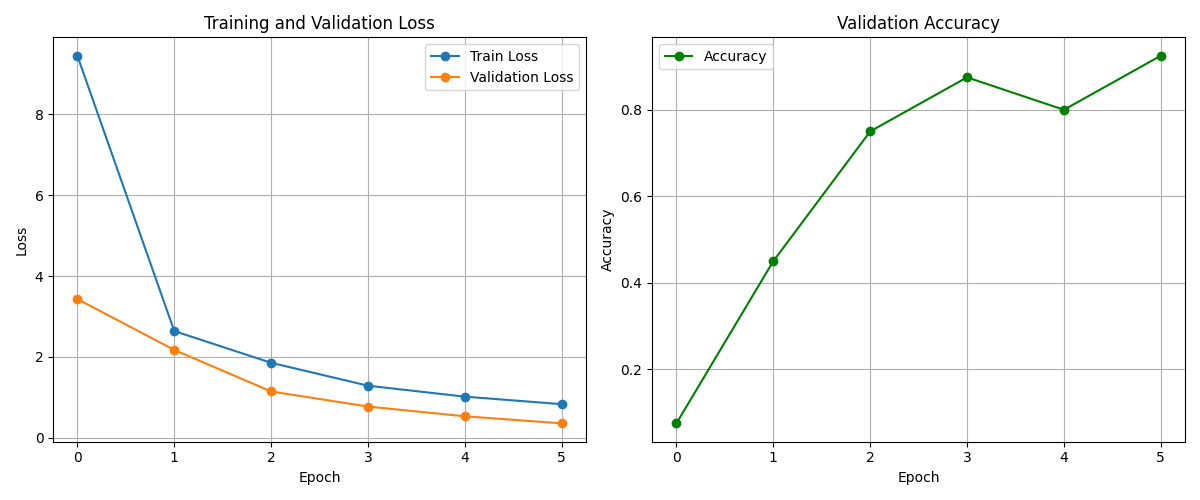 Training and Validation Loss
Train Loss
Validation Loss
8
6
4
2
0
Loss
0 1 2 3 4 5
Epoch
Validation Accuracy
Accuracy
0.8
0.6
0.4
0.2
Accuracy
0 1 2 3 4 5
Epoch